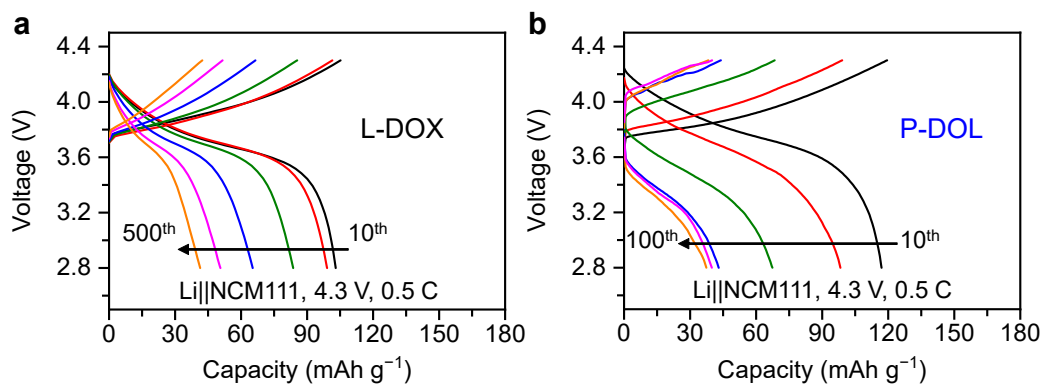 a
4.4
4.0
3.6
3.2
2.8
Voltage (V)
L-DOX
500th
10th
Li||NCM111, 4.3 V, 0.5 C
0 30 60 90 120 150 180
Capacity (mAh g⁻¹)
b
4.4
4.0
3.6
3.2
2.8
Voltage (V)
P-DOL
100th
10th
Li||NCM111, 4.3 V, 0.5 C
0 30 60 90 120 150 180
Capacity (mAh g⁻¹)